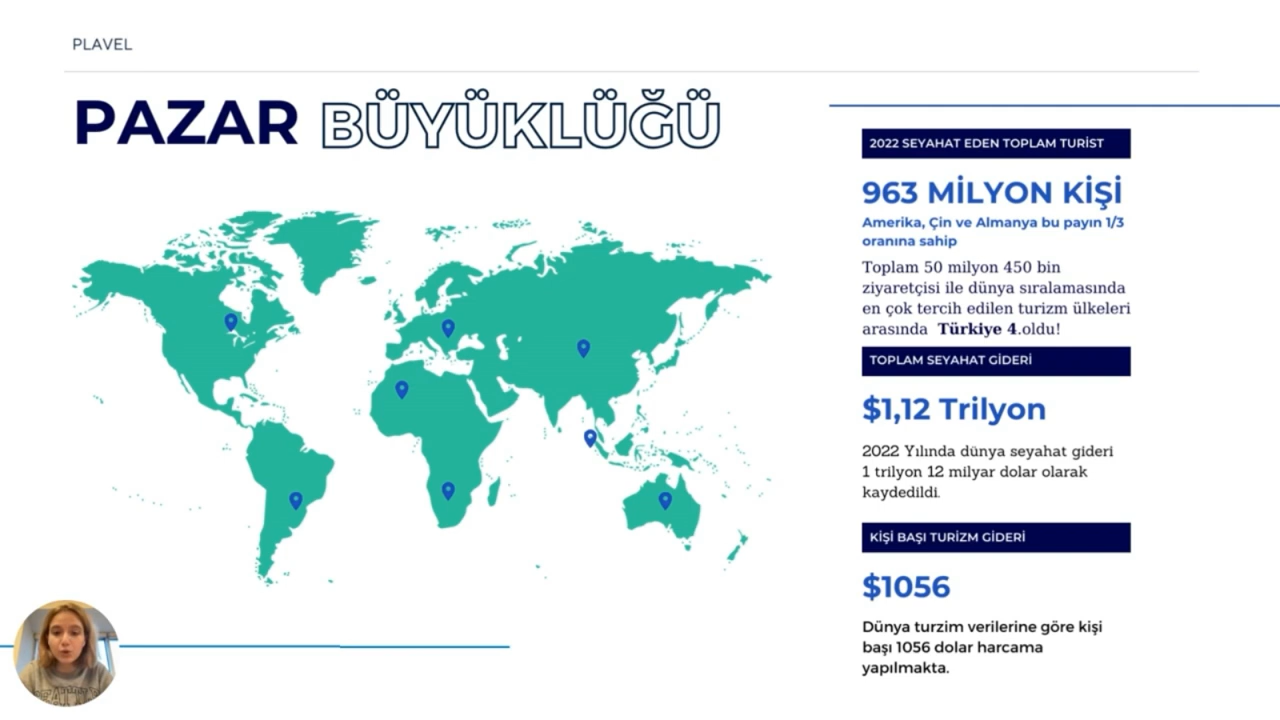 PLAVEL
PAZAR BÜYÜKLÜĞÜ
2022 SEYAHAT EDEN TOPLAM TURİST
963 MİLYON KİŞİ
Amerika, Çin ve Almanya bu payın 1/3
oranına sahip
Toplam 50 milyon 450 bin
ziyaretçisi ile dünya sıralamasında
en çok tercih edilen turizm ülkeleri
arasında Türkiye 4.oldu!
TOPLAM SEYAHAT GİDERİ
$1,12 Trilyon
2022 Yılında dünya seyahat gideri
1 trilyon 12 milyar dolar olarak
kaydedildi.
KİŞİ BAŞI TURİZM GİDERİ
$1056
Dünya turzim verilerine göre kişi
başı 1056 dolar harcama
yapılmakta.